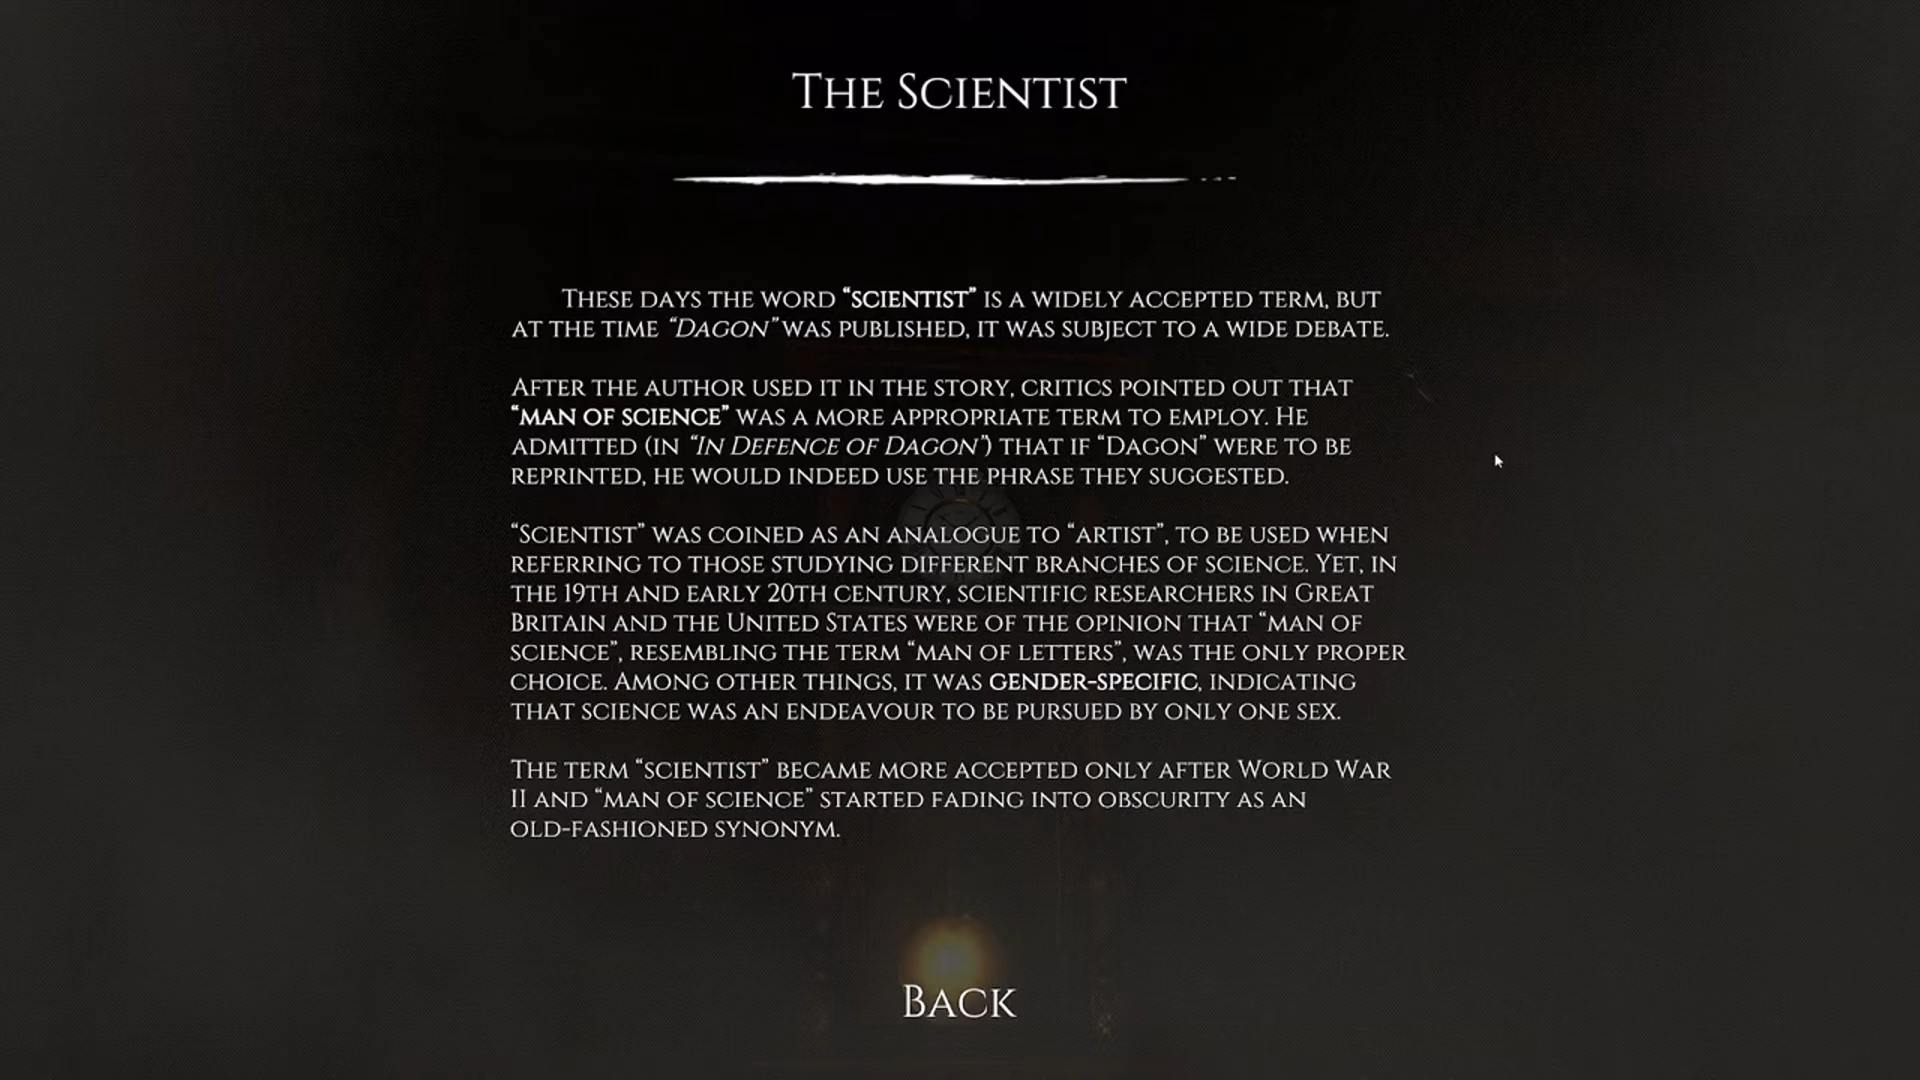 The Scientist
These days the word “scientist” is a widely accepted term, but
at the time “Dagon” was published, it was subject to a wide debate.
After the author used it in the story, critics pointed out that
“man of science” was a more appropriate term to employ. He
admitted (in “In Defence of Dagon”) that if “Dagon” were to be
reprinted, he would indeed use the phrase they suggested.
“Scientist” was coined as an analogue to “artist”, to be used when
referring to those studying different branches of science. Yet, in
the 19th and early 20th century, scientific researchers in Great
Britain and the United States were of the opinion that “man of
science”, resembling the term “man of letters”, was the only proper
choice. Among other things, it was gender-specific, indicating
that science was an endeavour to be pursued by only one sex.
The term “scientist” became more accepted only after World War
II and “man of science” started fading into obscurity as an
old-fashioned synonym.
Back